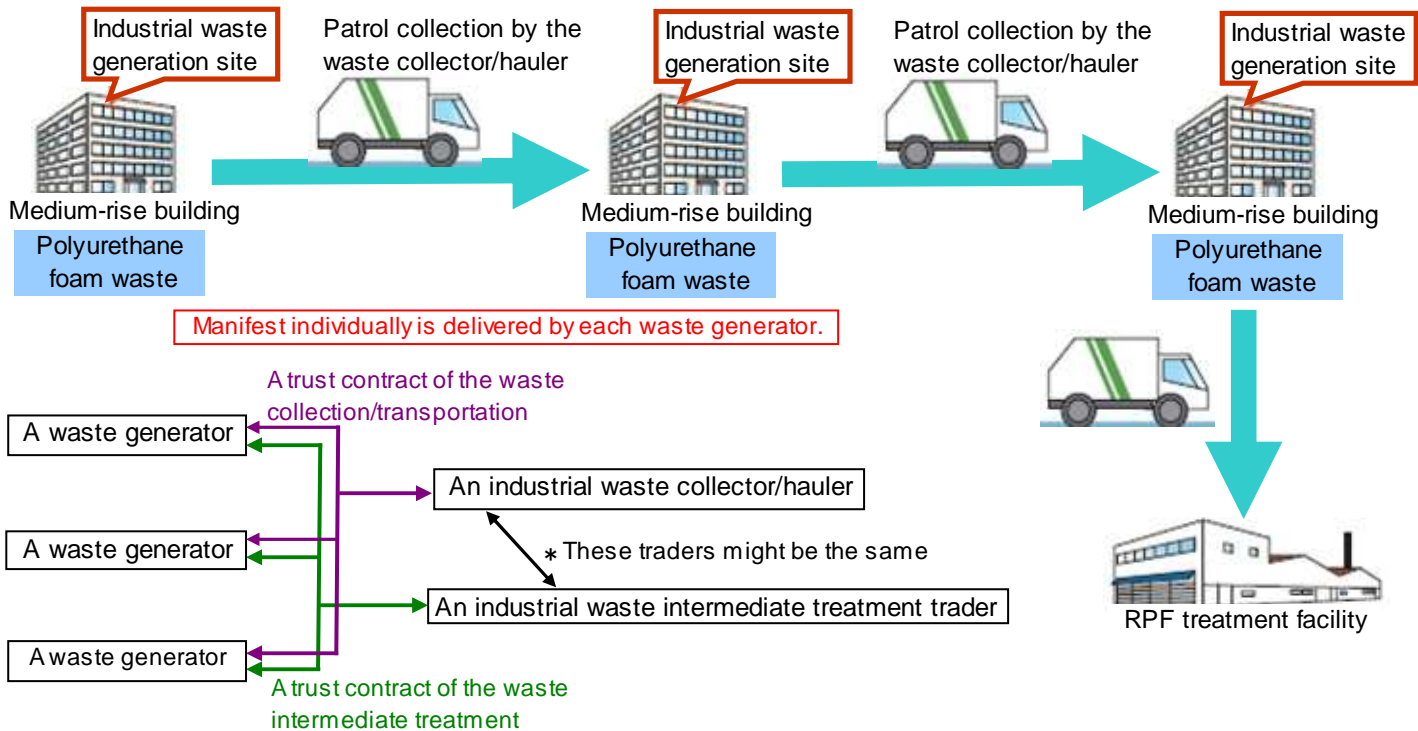 Industrial waste
generation site
Patrol collection by the
waste collector/hauler
Industrial waste
generation site
Patrol collection by the
waste collector/hauler
Industrial waste
generation site
Medium-rise building
Polyurethane
foam waste
Medium-rise building
Polyurethane
foam waste
Medium-rise building
Polyurethane
foam waste
Manifest individually is delivered by each waste generator.
A trust contract of the waste
collection/transportation
A waste generator
An industrial waste collector/hauler
A waste generator
* These traders might be the same
An industrial waste intermediate treatment trader
A waste generator
A trust contract of the waste
intermediate treatment
RPF treatment facility